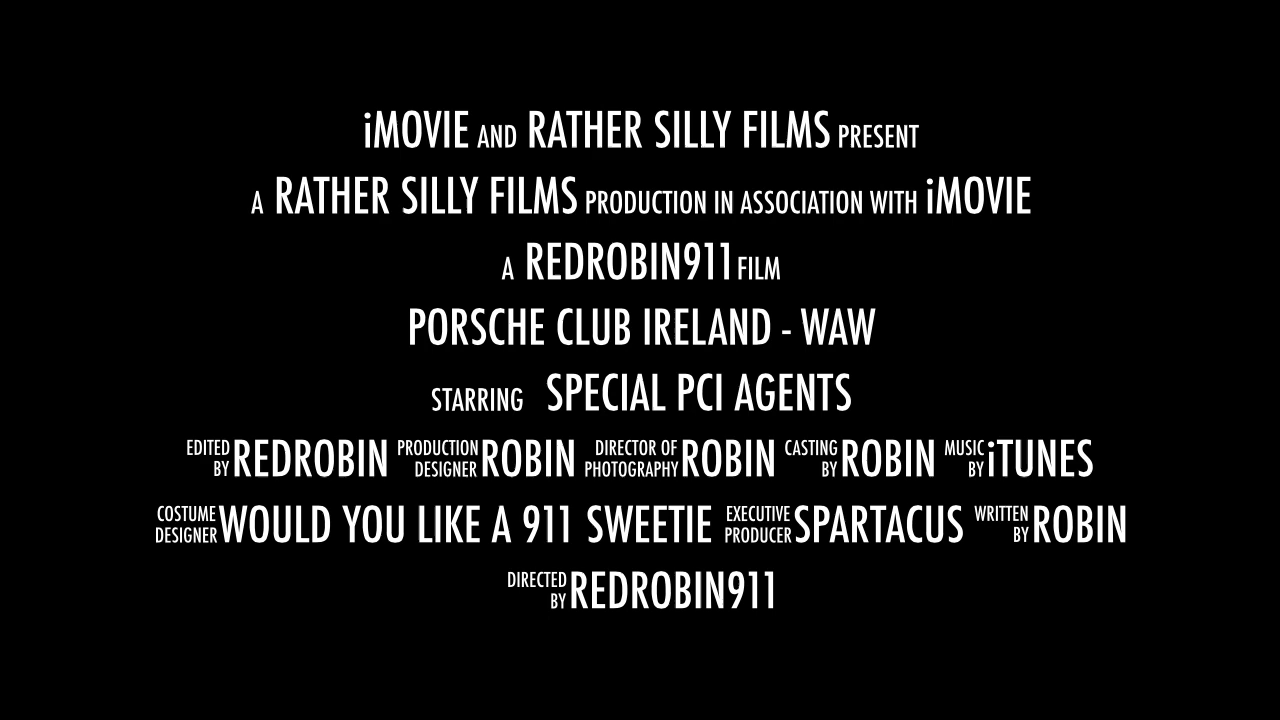 iMOVIE AND RATHER SILLY FILMS PRESENT
A RATHER SILLY FILMS PRODUCTION IN ASSOCIATION WITH iMOVIE
A REDROBIN911 FILM
PORSCHE CLUB IRELAND - WAW
STARRING SPECIAL PCI AGENTS
EDITED BY REDROBIN PRODUCTION DESIGNER ROBIN DIRECTOR OF PHOTOGRAPHY ROBIN CASTING BY ROBIN MUSIC BY iTUNES
COSTUME DESIGNER WOULD YOU LIKE A 911 SWEETIE EXECUTIVE PRODUCER SPARTACUS WRITTEN BY ROBIN
DIRECTED BY REDROBIN911